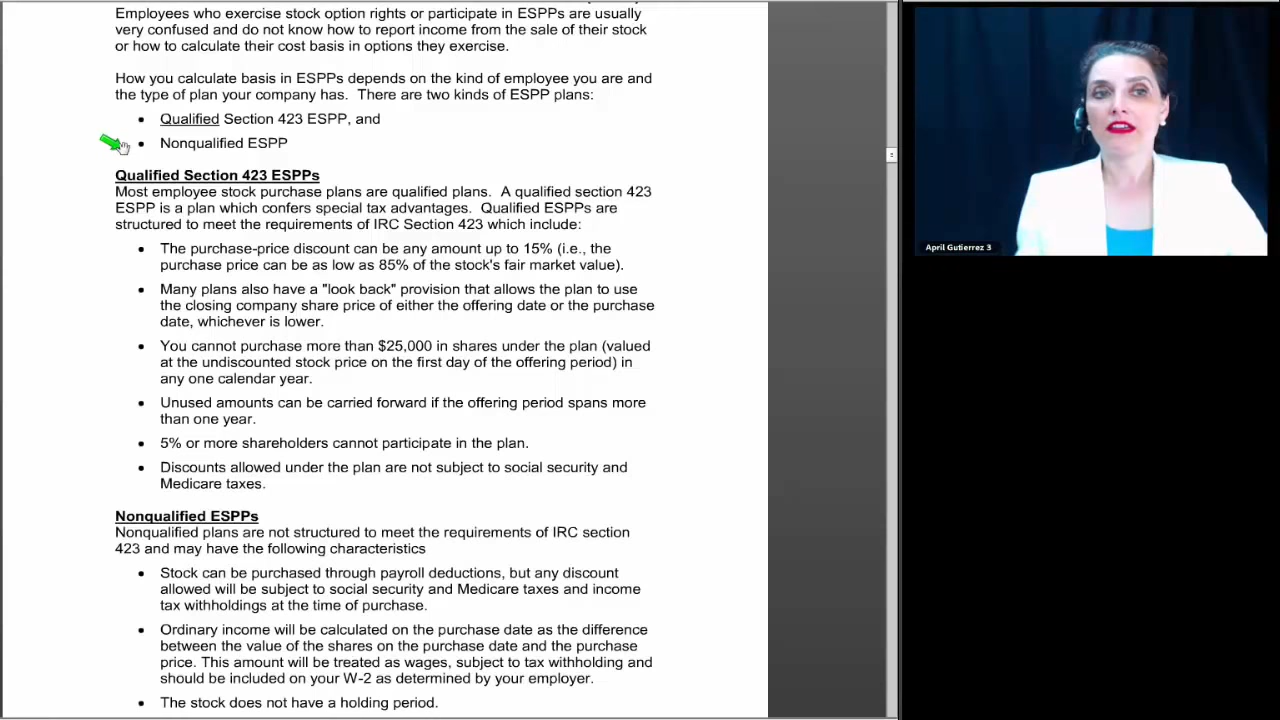 Employees who exercise stock option rights or participate in ESPPs are usually
very confused and do not know how to report income from the sale of their stock
or how to calculate their cost basis in options they exercise.
How you calculate basis in ESPPs depends on the kind of employee you are and
the type of plan your company has.  There are two kinds of ESPP plans:
• Qualified Section 423 ESPP, and
• Nonqualified ESPP
Qualified Section 423 ESPPs
Most employee stock purchase plans are qualified plans.  A qualified section 423
ESPP is a plan which confers special tax advantages.  Qualified ESPPs are
structured to meet the requirements of IRC Section 423 which include:
• The purchase-price discount can be any amount up to 15% (i.e., the
purchase price can be as low as 85% of the stock's fair market value).
• Many plans also have a "look back" provision that allows the plan to use
the closing company share price of either the offering date or the purchase
date, whichever is lower.
• You cannot purchase more than $25,000 in shares under the plan (valued
at the undiscounted stock price on the first day of the offering period) in
any one calendar year.
• Unused amounts can be carried forward if the offering period spans more
than one year.
• 5% or more shareholders cannot participate in the plan.
• Discounts allowed under the plan are not subject to social security and
Medicare taxes.
Nonqualified ESPPs
Nonqualified plans are not structured to meet the requirements of IRC section
423 and may have the following characteristics
• Stock can be purchased through payroll deductions, but any discount
allowed will be subject to social security and Medicare taxes and income
tax withholdings at the time of purchase.
• Ordinary income will be calculated on the purchase date as the difference
between the value of the shares on the purchase date and the purchase
price. This amount will be treated as wages, subject to tax withholding and
should be included on your W-2 as determined by your employer.
• The stock does not have a holding period.
April Gutierrez 3